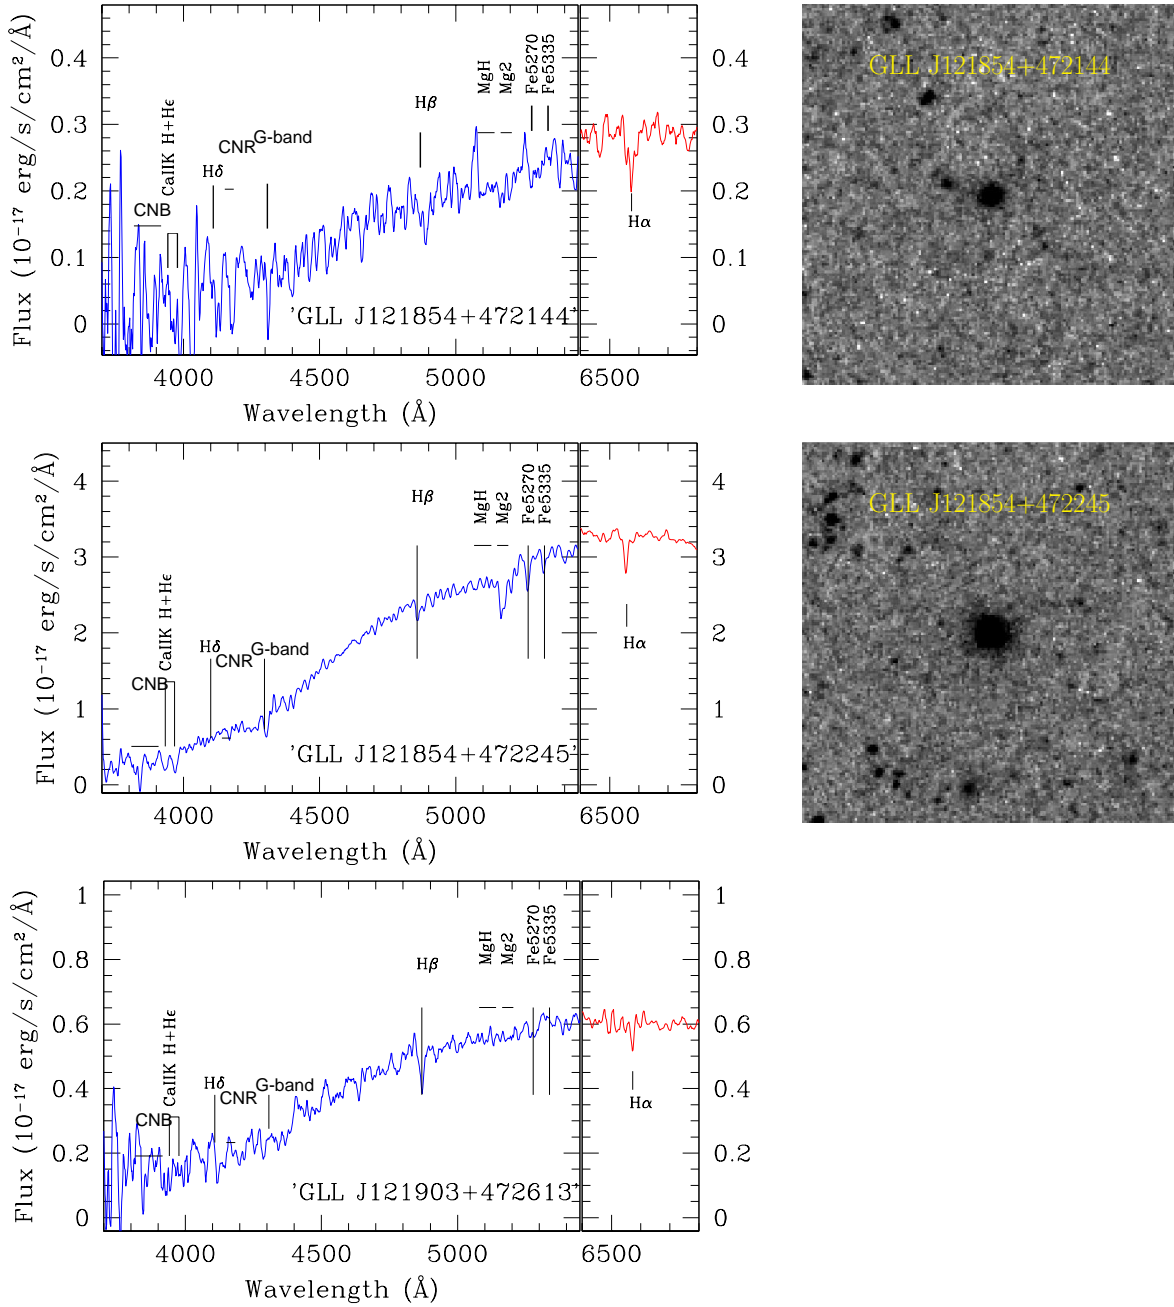 Flux (10⁻¹⁷ erg/s/cm²/Å)
0.4
0.3
0.2
0.1
0
CNB
CaIIK H+Hϵ
Hδ
CNR
G-band
Hβ
MgH
Mg2
Fe5270
Fe5335
'GLL J121854+472144'
4000
4500
5000
Wavelength (Å)
Hα
6500
0.4
0.3
0.2
0.1
0
GLL J121854+472144
Flux (10⁻¹⁷ erg/s/cm²/Å)
4
3
2
1
0
CNB
CaIIK H+Hϵ
Hδ
CNR
G-band
Hβ
MgH
Mg2
Fe5270
Fe5335
'GLL J121854+472245'
4000
4500
5000
Wavelength (Å)
Hα
6500
4
3
2
1
0
GLL J121854+472245
Flux (10⁻¹⁷ erg/s/cm²/Å)
1
0.8
0.6
0.4
0.2
0
CNB
CaIIK H+Hϵ
Hδ
CNR
G-band
Hβ
MgH
Mg2
Fe5270
Fe5335
'GLL J121903+472613'
4000
4500
5000
Wavelength (Å)
Hα
6500
1
0.8
0.6
0.4
0.2
0